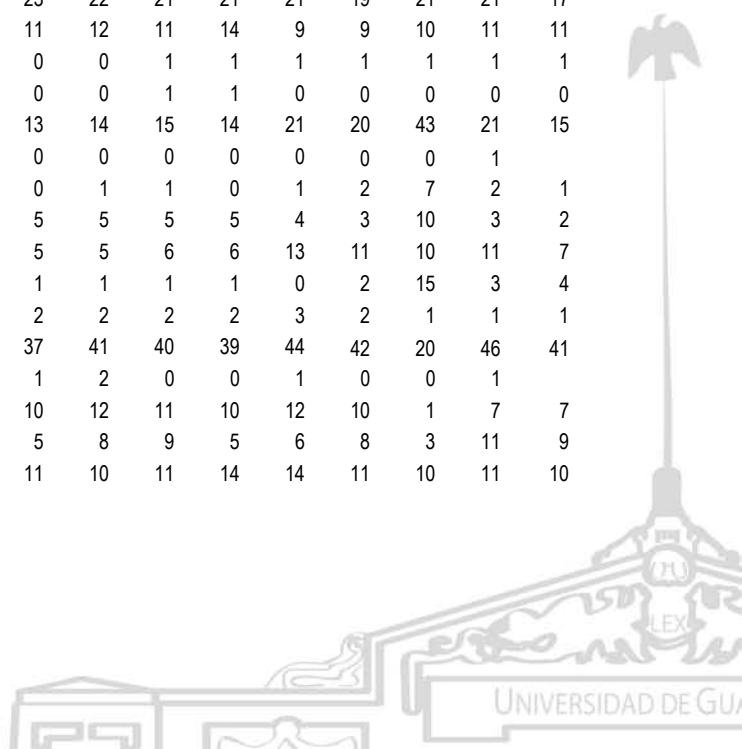 11 12 11 14 9 9 10 11 11
0 0 1 1 1 1 1 1 1
0 0 1 1 0 0 0 0 0
13 14 15 14 21 20 43 21 15
0 0 0 0 0 0 0 1
0 1 1 0 1 2 7 2 1
5 5 5 5 4 3 10 3 2
5 5 6 6 13 11 10 11 7
1 1 1 1 0 2 15 3 4
2 2 2 2 3 2 1 1 1
37 41 40 39 44 42 20 46 41
1 2 0 0 1 0 0 1
10 12 11 10 12 10 1 7 7
5 8 9 5 6 8 3 11 9
11 10 11 14 14 11 10 11 10
LEX
UNIVERSIDAD DE GUA